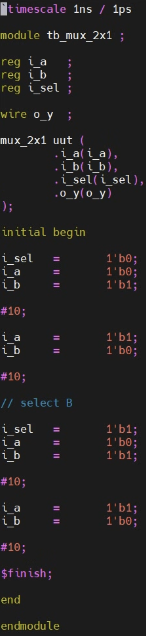 `timescale 1ns / 1ps
module tb_mux_2x1 ;
reg i_a ;
reg i_b ;
reg i_sel ;
wire o_y ;
mux_2x1 uut (
.i_a(i_a),
.i_b(i_b),
.i_sel(i_sel),
.o_y(o_y)
);
initial begin
i_sel = 1'b0;
i_a = 1'b0;
i_b = 1'b1;
#10;
i_a = 1'b1;
i_b = 1'b0;
#10;
// select B
i_sel = 1'b1;
i_a = 1'b0;
i_b = 1'b1;
#10;
i_a = 1'b1;
i_b = 1'b0;
#10;
$finish;
end
endmodule